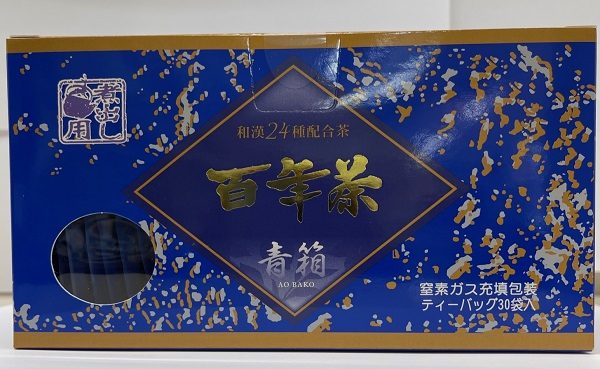 煮出し用
和漢24種配合茶
百年茶
青箱
AO BAKO
窒素ガス充填包装
ティーバッグ30袋入